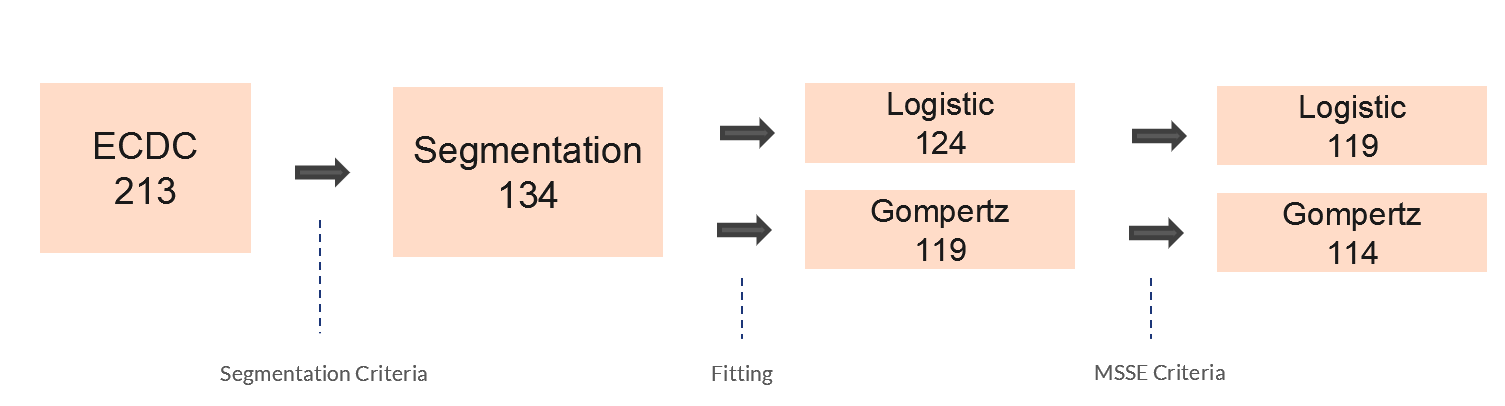 ECDC
213
Segmentation
134
Logistic
124
Gompertz
119
Logistic
119
Gompertz
114
Segmentation Criteria
Fitting
MSSE Criteria